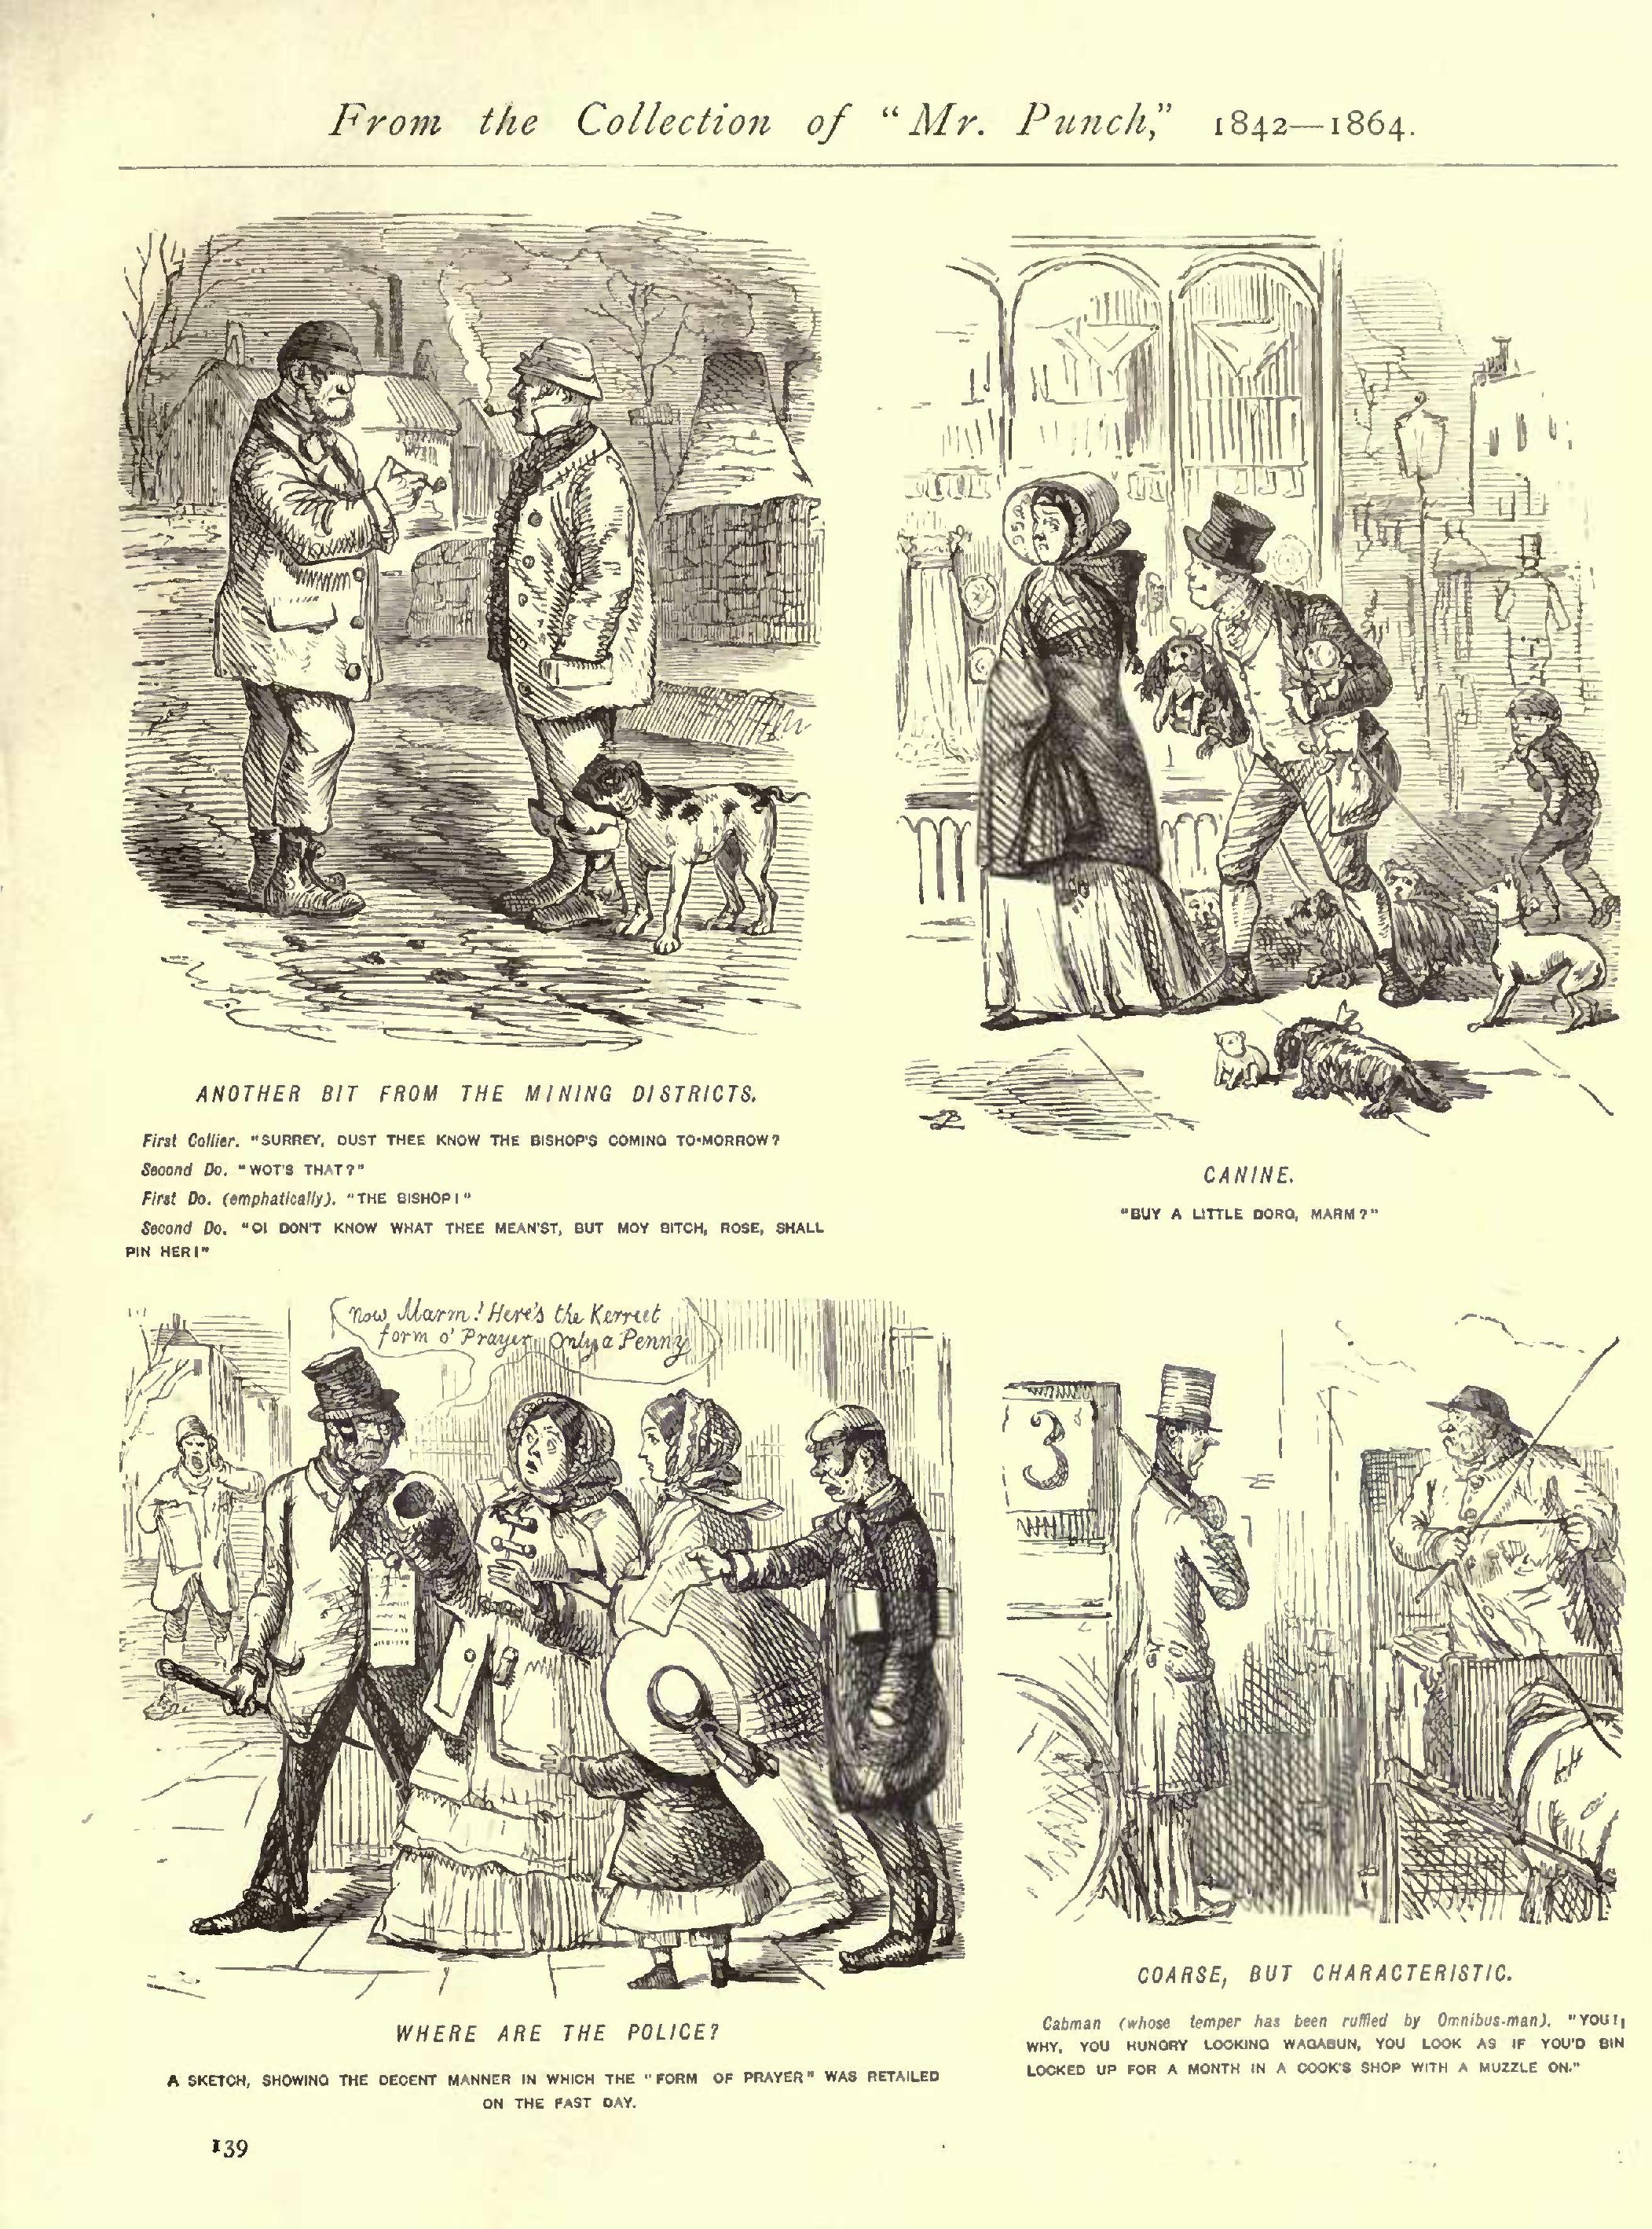 From the Collection of "Mr. Punch," 1842—1864.
ANOTHER BIT FROM THE MINING DISTRICTS.
First Collier. "SURREY, DUST THEE KNOW THE BISHOP'S COMING TO-MORROW?
Second Do. "WOT'S THAT?"
First Do. (emphatically). "THE BISHOP!"
Second Do. "OI DON'T KNOW WHAT THEE MEAN'ST, BUT MOY BITCH, ROSE, SHALL
PIN HER!"
CANINE.
"BUY A LITTLE DORG, MARM?"
Now Marm! Here's the Kerrect
form o' Prayer, Only a Penny
WHERE ARE THE POLICE?
A SKETCH, SHOWING THE DECENT MANNER IN WHICH THE "FORM OF PRAYER" WAS RETAILED
ON THE FAST DAY.
3
COARSE, BUT CHARACTERISTIC.
Cabman (whose temper has been ruffled by Omnibus-man). "YOU!!
WHY, YOU HUNGRY LOOKING WAGABUN, YOU LOOK AS IF YOU'D BIN
LOCKED UP FOR A MONTH IN A COOK'S SHOP WITH A MUZZLE ON."
139